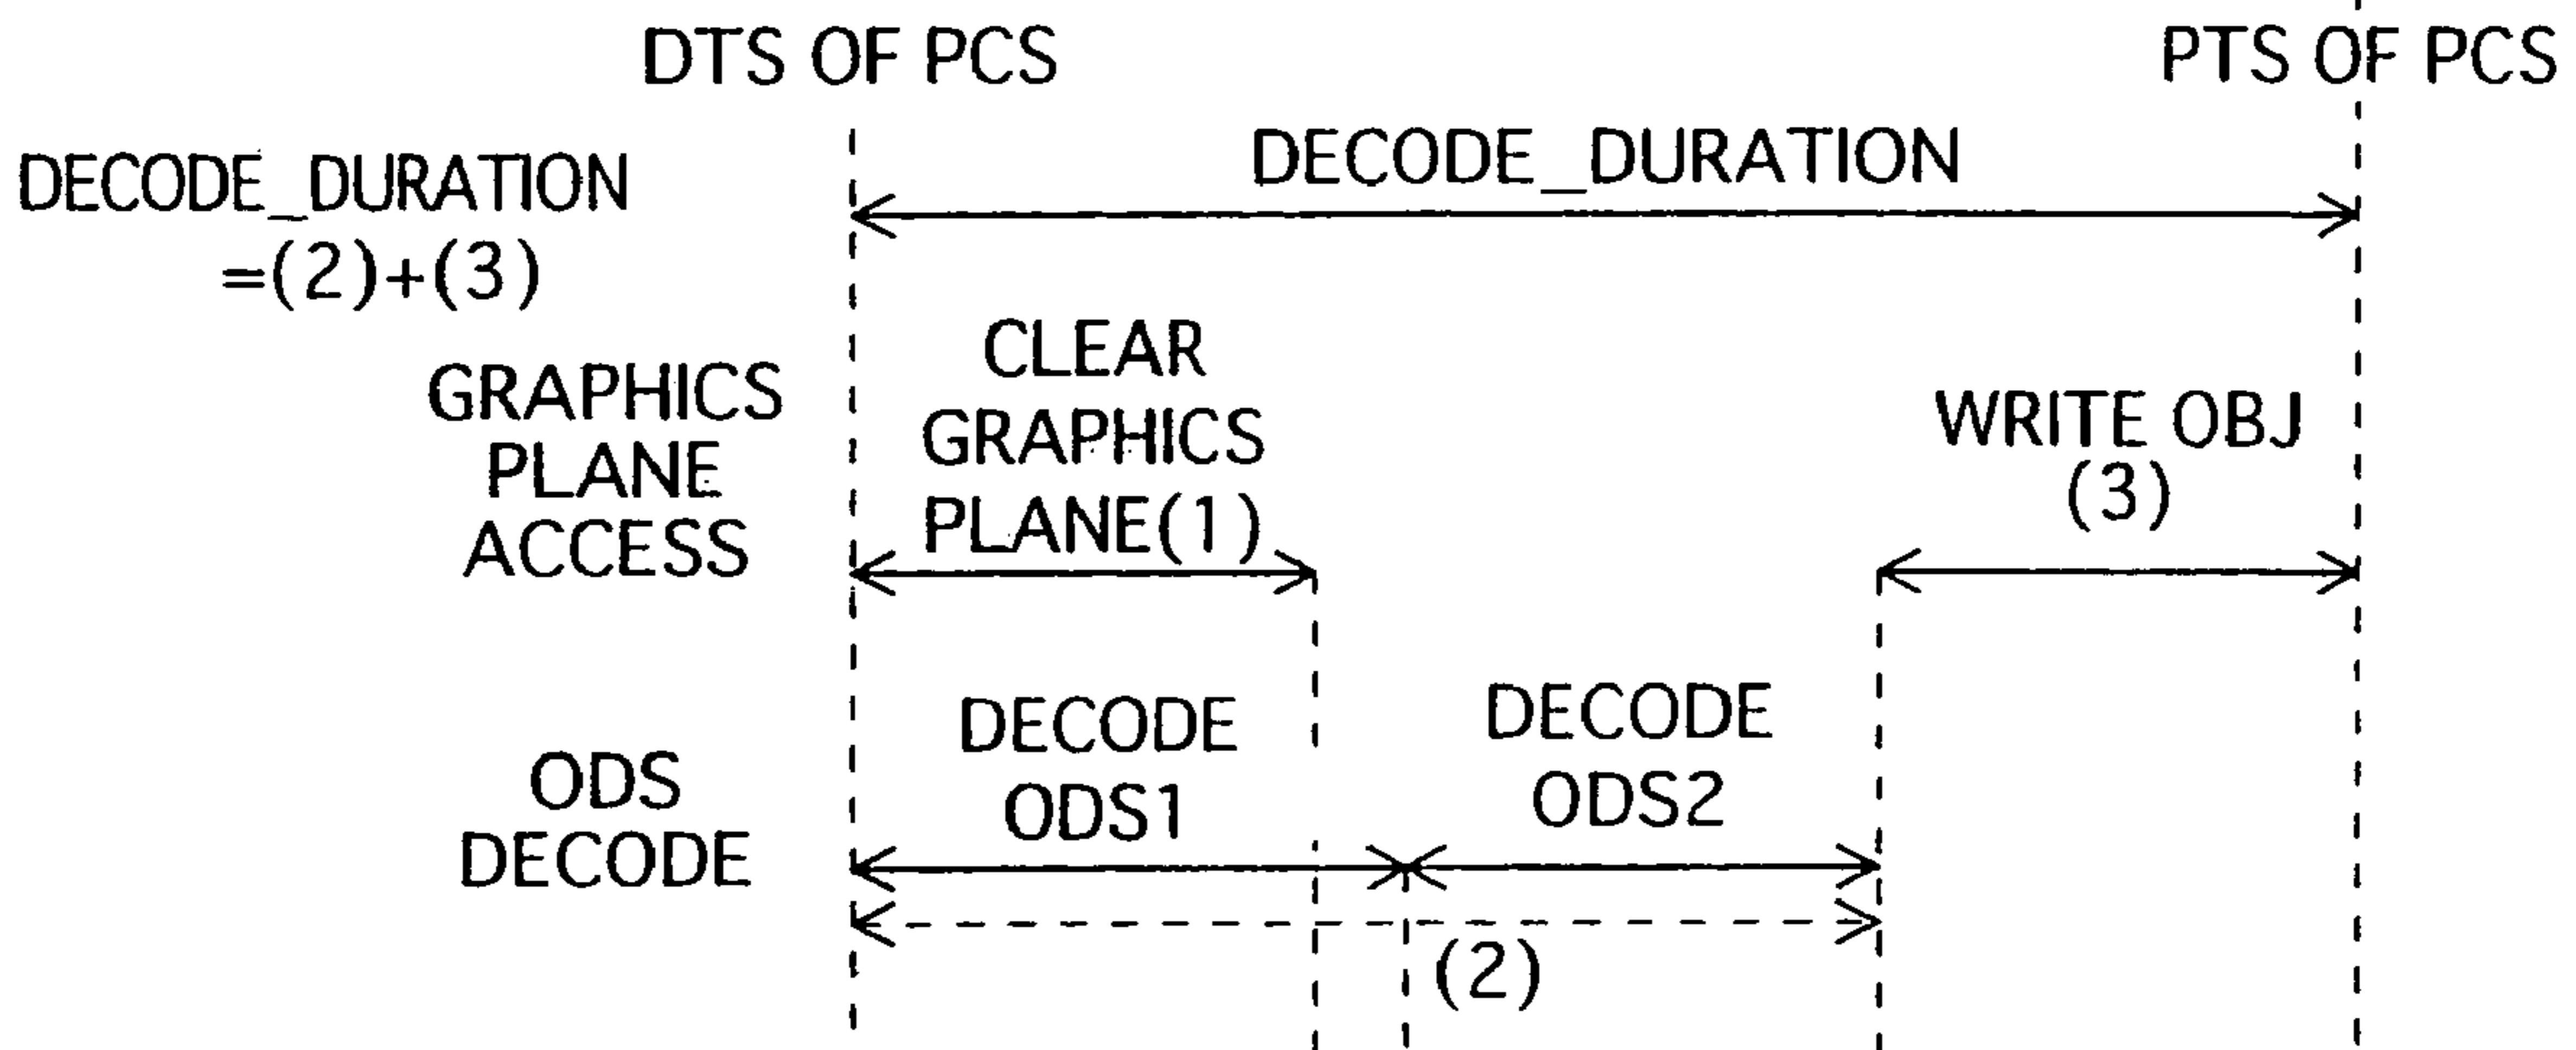 DTS OF PCS
PTS OF PCS
DECODE_DURATION
DECODE_DURATION
=(2)+(3)
CLEAR
GRAPHICS
PLANE(1)
GRAPHICS
PLANE
ACCESS
WRITE OBJ
(3)
DECODE
ODS1
DECODE
ODS2
ODS
DECODE
(2)